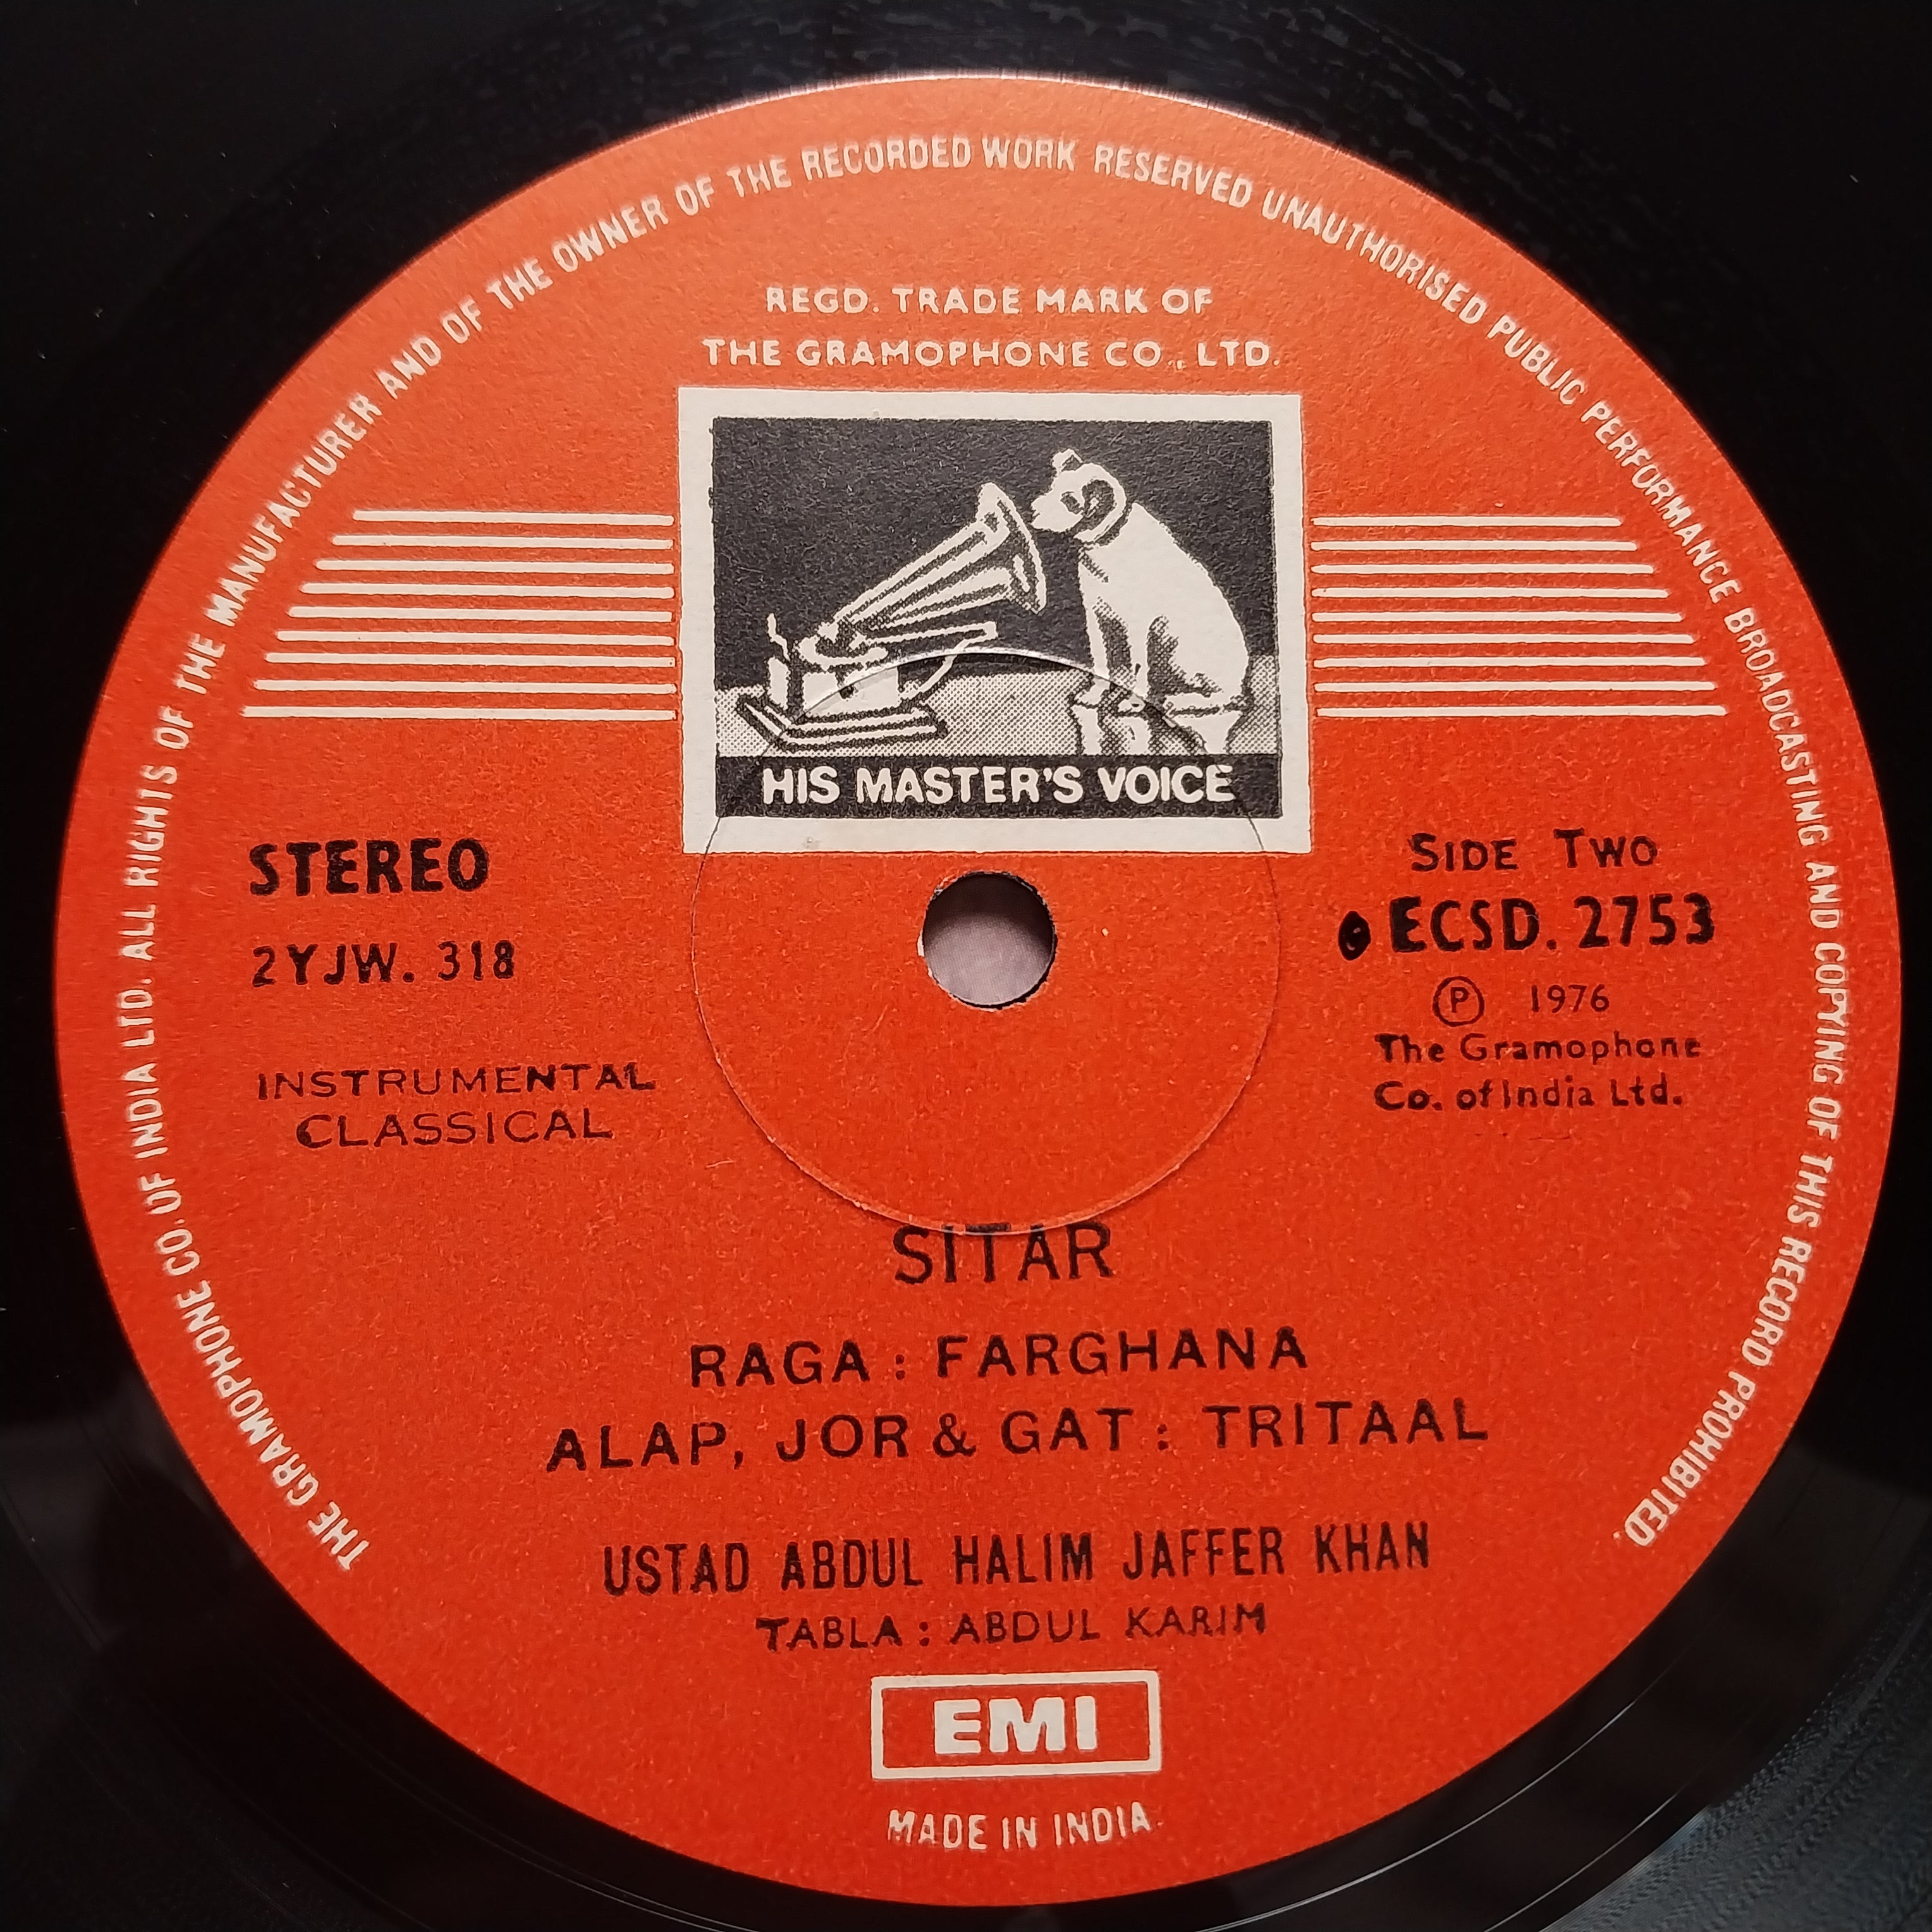 THE GRAMOPHONE CO. OF INDIA LTD. ALL RIGHTS OF THE MANUFACTURER AND OF THE OWNER OF THE RECORDED WORK RESERVED UNAUTHORISED PUBLIC PERFORMANCE BROADCASTING AND COPYING OF THIS RECORD PROHIBITED.
REGD. TRADE MARK OF
THE GRAMOPHONE CO., LTD.
HIS MASTER'S VOICE
STEREO
2YJW. 318
INSTRUMENTAL
CLASSICAL
SIDE TWO
ECSD. 2753
Ⓟ 1976
The Gramophone
Co. of India Ltd.
SITAR
RAGA : FARGHANA
ALAP, JOR & GAT : TRITAAL
USTAD ABDUL HALIM JAFFER KHAN
TABLA : ABDUL KARIM
EMI
MADE IN INDIA